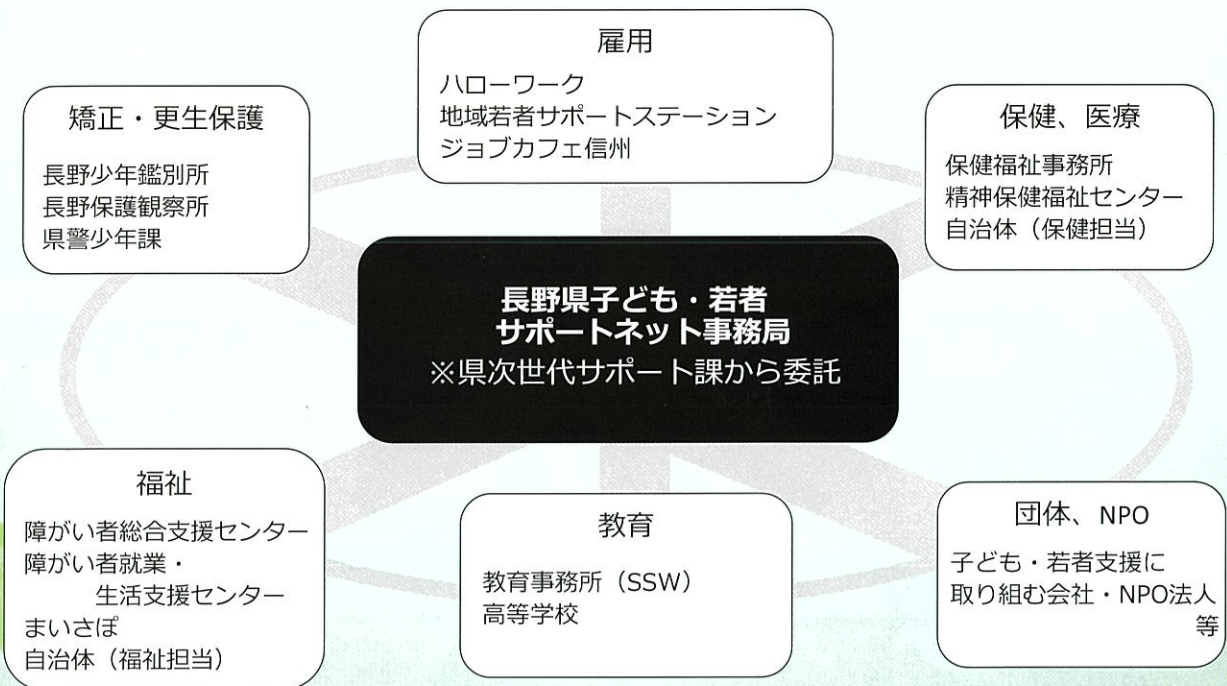 雇用
ハローワーク
地域若者サポートステーション
ジョブカフェ信州
矯正・更生保護
長野少年鑑別所
長野保護観察所
県警少年課
保健、医療
保健福祉事務所
精神保健福祉センター
自治体（保健担当）
長野県子ども・若者
サポートネット事務局
※県次世代サポート課から委託
福祉
障がい者総合支援センター
障がい者就業・
生活支援センター
まいさぽ
自治体（福祉担当）
教育
教育事務所（SSW）
高等学校
団体、NPO
子ども・若者支援に
取り組む会社・NPO法人
等